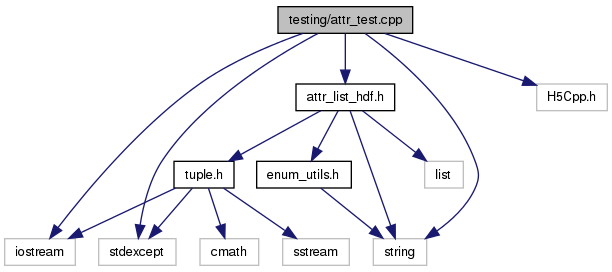 testing/attr_test.cpp
attr_list_hdf.h
H5Cpp.h
tuple.h
enum_utils.h
list
iostream
stdexcept
cmath
sstream
string